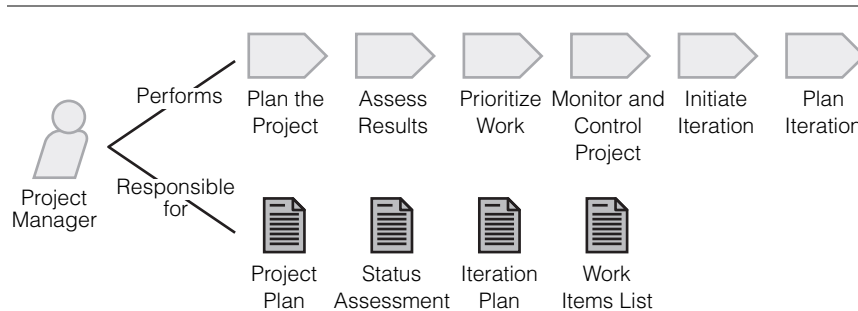 Performs
Plan the
Project
Assess
Results
Prioritize
Work
Monitor and
Control
Project
Initiate
Iteration
Plan
Iteration
Project
Manager
Responsible
for
Project
Plan
Status
Assessment
Iteration
Plan
Work
Items List